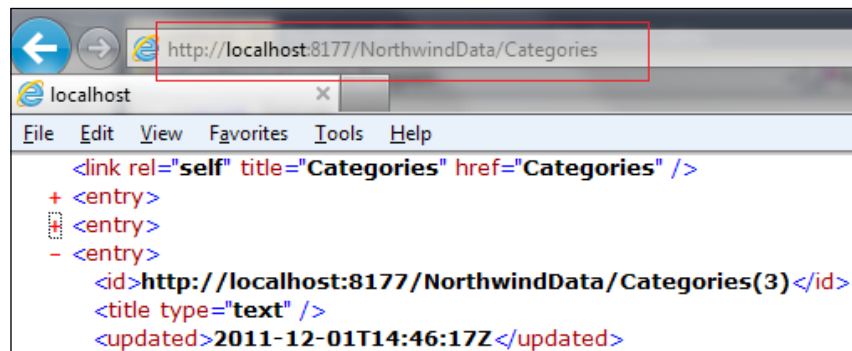 http://localhost:8177/NorthwindData/Categories
localhost
File Edit View Favorites Tools Help
<link rel="self" title="Categories" href="Categories" />
+ <entry>
+ <entry>
- <entry>
<id>http://localhost:8177/NorthwindData/Categories(3)</id>
<title type="text" />
<updated>2011-12-01T14:46:17Z</updated>